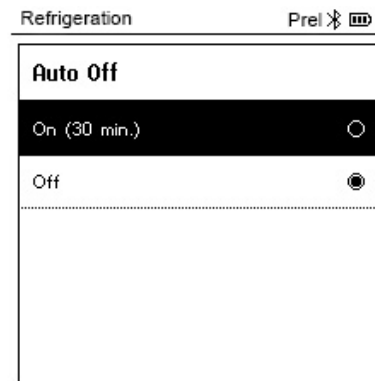 Refrigeration Prel
Auto Off
On (30 min.)
Off